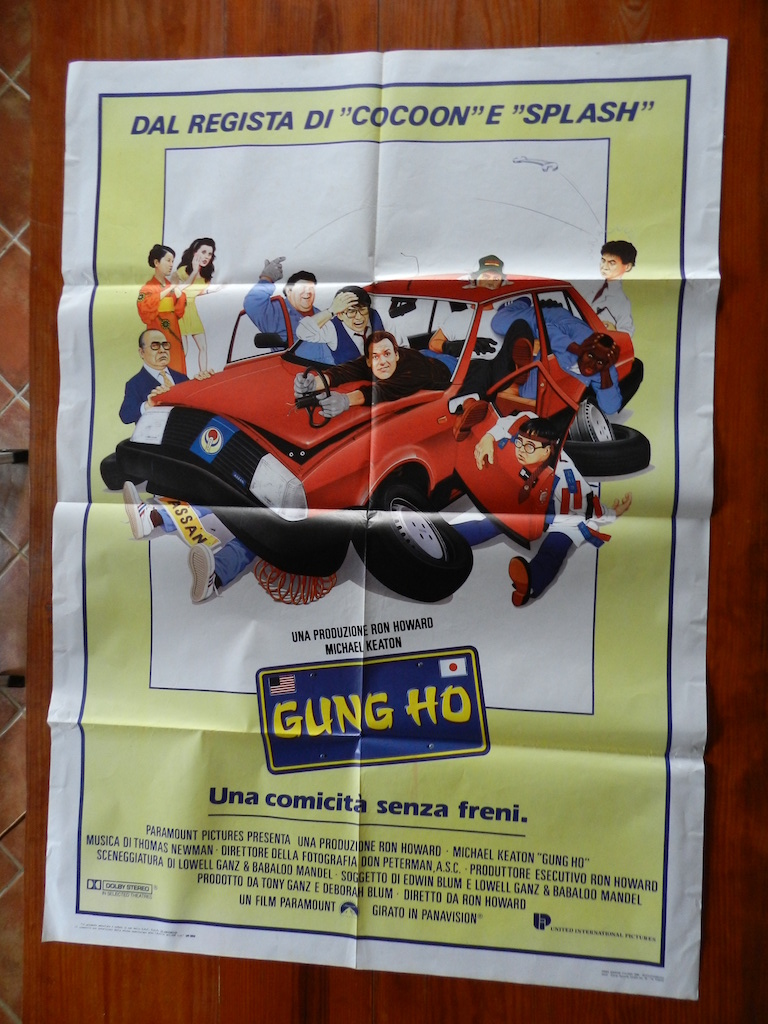 DAL REGISTA DI "COCOON" E "SPLASH"
ASSAN
UNA PRODUZIONE RON HOWARD
MICHAEL KEATON
GUNG HO
Una comicità senza freni.
PARAMOUNT PICTURES PRESENTA UNA PRODUZIONE RON HOWARD · MICHAEL KEATON "GUNG HO"
MUSICA DI THOMAS NEWMAN · DIRETTORE DELLA FOTOGRAFIA DON PETERMAN, A.S.C. · PRODUTTORE ESECUTIVO RON HOWARD
SCENEGGIATURA DI LOWELL GANZ & BABALOO MANDEL · SOGGETTO DI EDWIN BLUM E LOWELL GANZ & BABALOO MANDEL
PRODOTTO DA TONY GANZ E DEBORAH BLUM · DIRETTO DA RON HOWARD
UN FILM PARAMOUNT GIRATO IN PANAVISION®
DOLBY STEREO ®
IN SELECTED THEATRES
UNITED INTERNATIONAL PICTURES